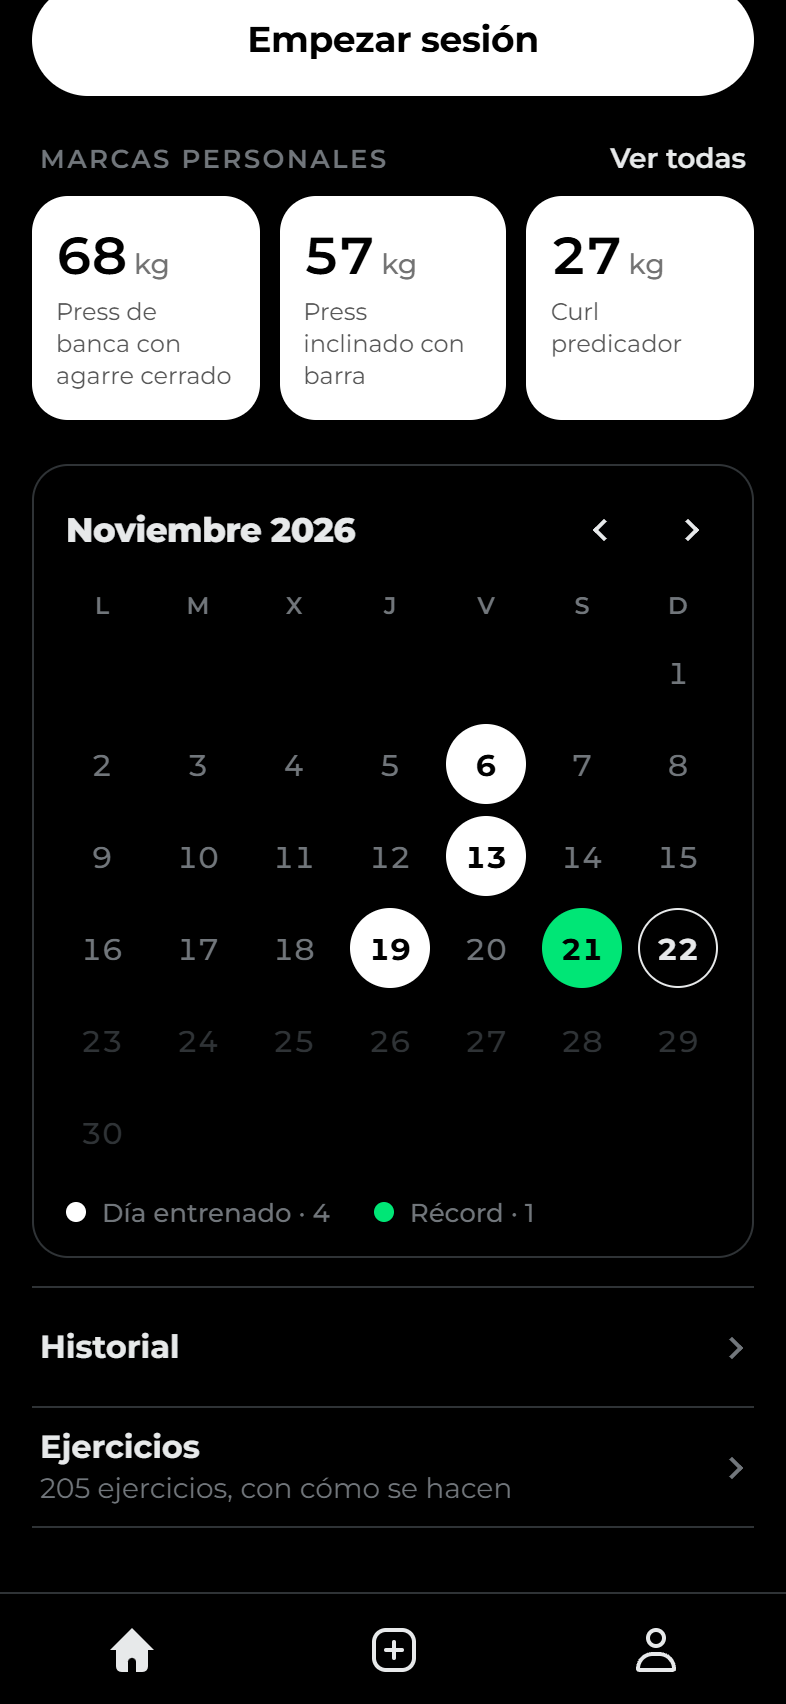 Empezar sesión
MARCAS PERSONALES
Ver todas
68 kg
Press de
banca con
agarre cerrado
57 kg
Press
inclinado con
barra
27 kg
Curl
predicador
Noviembre 2026
L M X J V S D
1
2 3 4 5 6 7 8
9 10 11 12 13 14 15
16 17 18 19 20 21 22
23 24 25 26 27 28 29
30
Día entrenado · 4
Récord · 1
Historial
Ejercicios
205 ejercicios, con cómo se hacen